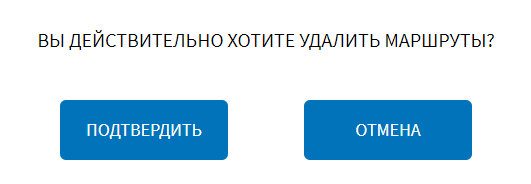 ВЫ ДЕЙСТВИТЕЛЬНО ХОТИТЕ УДАЛИТЬ МАРШРУТЫ?
ПОДТВЕРДИТЬ
ОТМЕНА